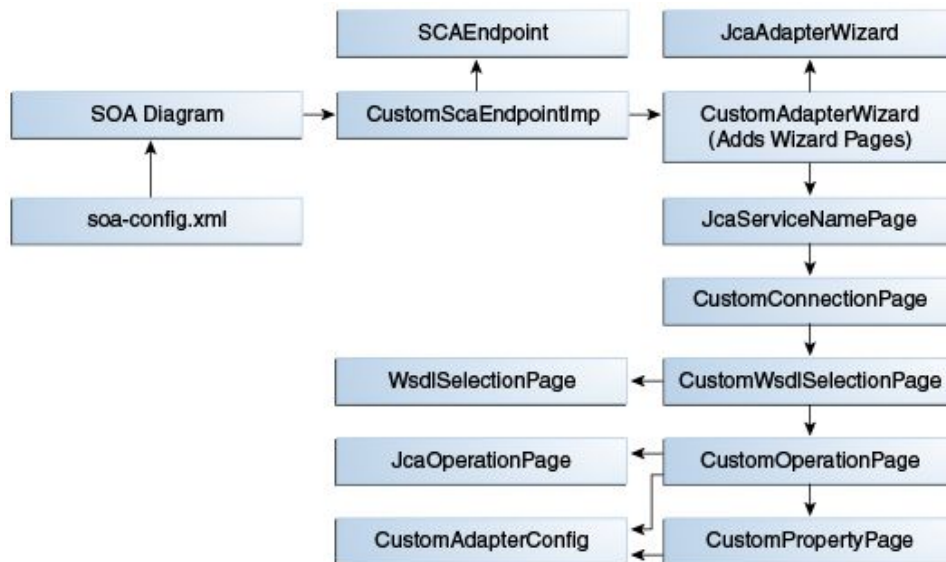 SCAEndpoint
JcaAdapterWizard
SOA Diagram
CustomScaEndpointImp
CustomAdapterWizard
(Adds Wizard Pages)
soa-config.xml
JcaServiceNamePage
CustomConnectionPage
WsdlSelectionPage
CustomWsdlSelectionPage
JcaOperationPage
CustomOperationPage
CustomAdapterConfig
CustomPropertyPage